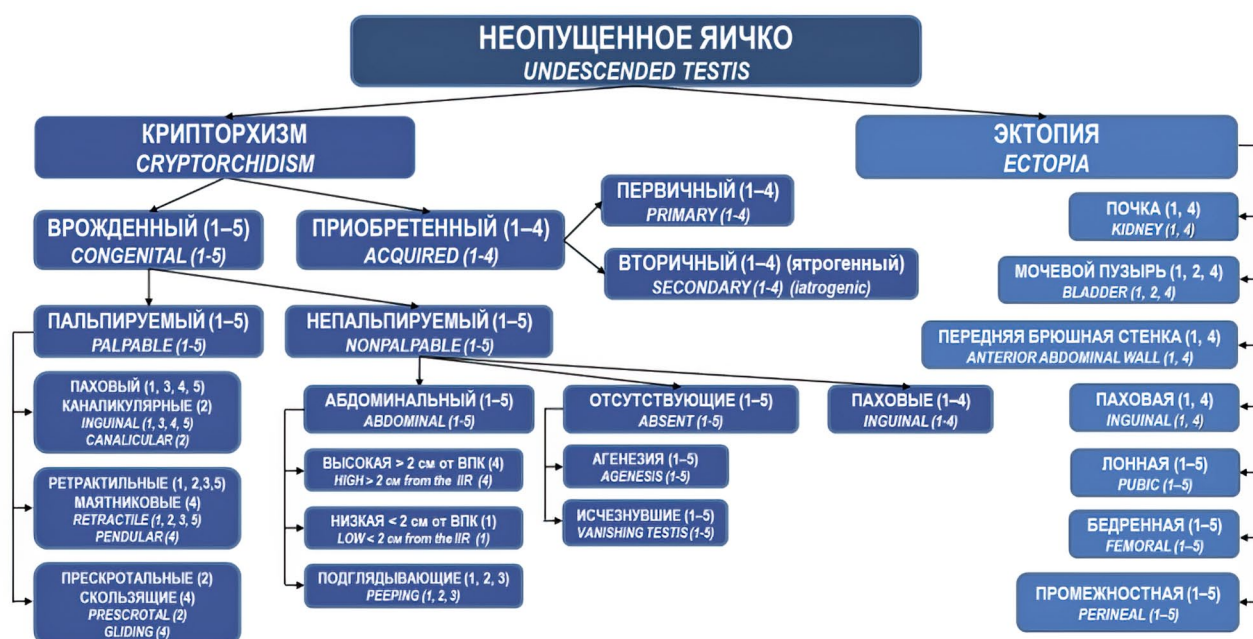 НЕОПУЩЕННОЕ ЯИЧКО
UNDESCENDED TESTIS
КРИПТОРХИЗМ
CRYPTORCHIDISM
ЭКТОПИЯ
ECTOPIA
ВРОЖДЕННЫЙ (1–5)
CONGENITAL (1-5)
ПРИОБРЕТЕННЫЙ (1–4)
ACQUIRED (1-4)
ПЕРВИЧНЫЙ (1–4)
PRIMARY (1-4)
ВТОРИЧНЫЙ (1–4) (ятрогенный)
SECONDARY (1-4) (iatrogenic)
ПАЛЬПИРУЕМЫЙ (1–5)
PALPABLE (1-5)
НЕПАЛЬПИРУЕМЫЙ (1–5)
NONPALPABLE (1-5)
ПАХОВЫЙ (1, 3, 4, 5)
КАНАЛИКУЛЯРНЫЕ (2)
INGUINAL (1, 3, 4, 5)
CANALICULAR (2)
РЕТРАКТИЛЬНЫЕ (1, 2,3,5)
МАЯТНИКОВЫЕ (4)
RETRACTILE (1, 2, 3, 5)
PENDULAR (4)
ПРЕСКРОТАЛЬНЫЕ (2)
СКОЛЬЗЯЩИЕ (4)
PRESCROTAL (2)
GLIDING (4)
АБДОМИНАЛЬНЫЙ (1–5)
ABDOMINAL (1-5)
ВЫСОКАЯ > 2 см от ВПК (4)
HIGH > 2 см from the IIR (4)
НИЗКАЯ < 2 см от ВПК (1)
LOW < 2 см from the IIR (1)
ПОДГЛЯДЫВАЮЩИЕ (1, 2, 3)
PEEPING (1, 2, 3)
ОТСУТСТВУЮЩИЕ (1–5)
ABSENT (1-5)
АГЕНЕЗИЯ (1–5)
AGENESIS (1-5)
ИСЧЕЗНУВШИЕ (1–5)
VANISHING TESTIS (1-5)
ПАХОВЫЕ (1–4)
INGUINAL (1-4)
ПОЧКА (1, 4)
KIDNEY (1, 4)
МОЧЕВОЙ ПУЗЫРЬ (1, 2, 4)
BLADDER (1, 2, 4)
ПЕРЕДНЯЯ БРЮШНАЯ СТЕНКА (1, 4)
ANTERIOR ABDOMINAL WALL (1, 4)
ПАХОВАЯ (1, 4)
INGUINAL (1, 4)
ЛОННАЯ (1–5)
PUBIC (1–5)
БЕДРЕННАЯ (1–5)
FEMORAL (1–5)
ПРОМЕЖНОСТНАЯ (1–5)
PERINEAL (1–5)